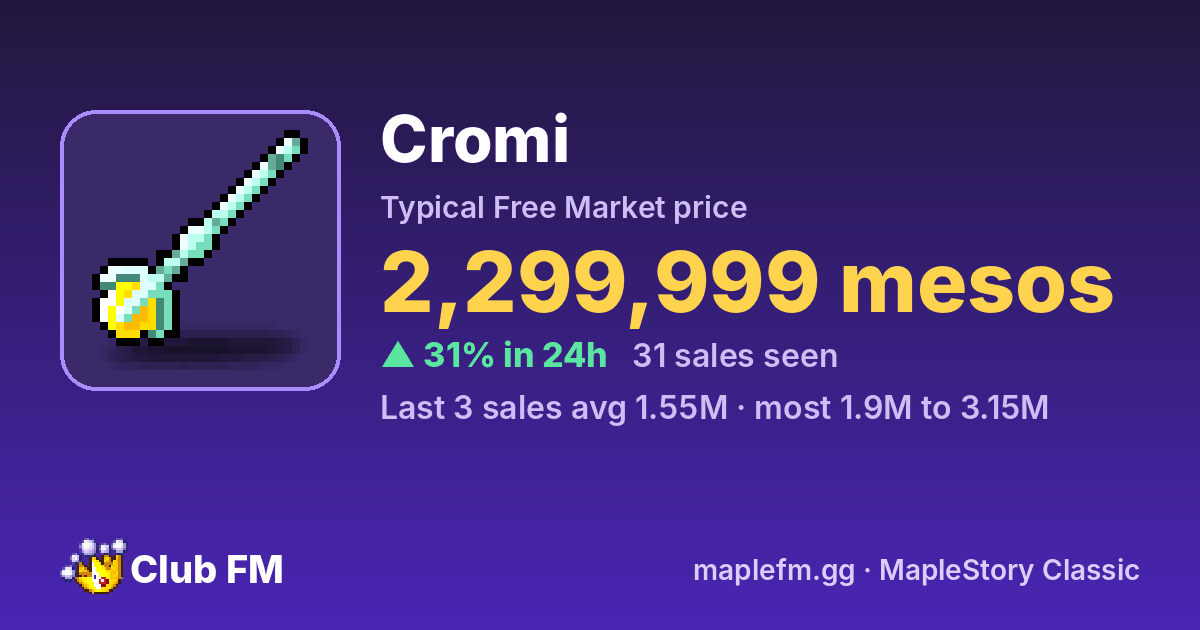 Cromi
Typical Free Market price
2,299,999 mesos
▲ 31% in 24h 31 sales seen
Last 3 sales avg 1.55M · most 1.9M to 3.15M
Club FM
maplefm.gg · MapleStory Classic